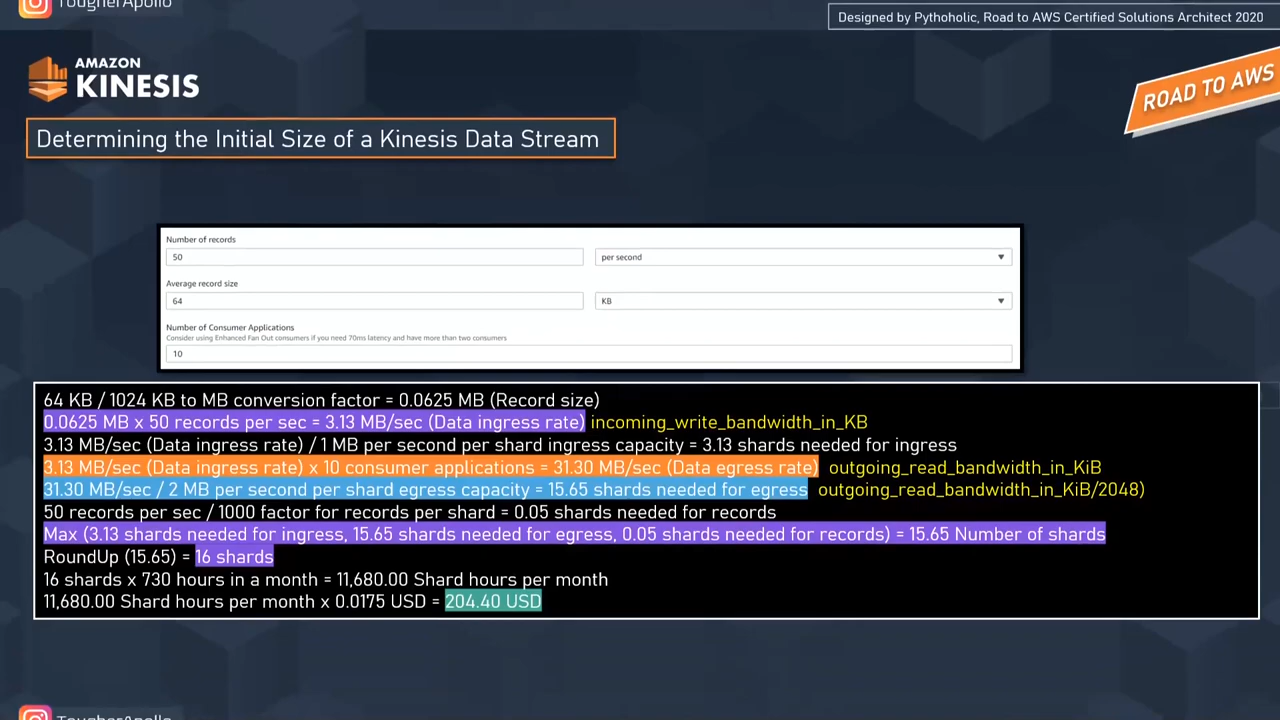 TougherApollo
Designed by Pythoholic, Road to AWS Certified Solutions Architect 2020
AMAZON
KINESIS
ROAD TO AWS
Determining the Initial Size of a Kinesis Data Stream
Number of records
50 per second
Average record size
64 KB
Number of Consumer Applications
Consider using Enhanced Fan Out consumers if you need 70ms latency and have more than two consumers
10
64 KB / 1024 KB to MB conversion factor = 0.0625 MB (Record size)
0.0625 MB x 50 records per sec = 3.13 MB/sec (Data ingress rate) incoming_write_bandwidth_in_KB
3.13 MB/sec (Data ingress rate) / 1 MB per second per shard ingress capacity = 3.13 shards needed for ingress
3.13 MB/sec (Data ingress rate) x 10 consumer applications = 31.30 MB/sec (Data egress rate) outgoing_read_bandwidth_in_KiB
31.30 MB/sec / 2 MB per second per shard egress capacity = 15.65 shards needed for egress outgoing_read_bandwidth_in_KiB/2048)
50 records per sec / 1000 factor for records per shard = 0.05 shards needed for records
Max (3.13 shards needed for ingress, 15.65 shards needed for egress, 0.05 shards needed for records) = 15.65 Number of shards
RoundUp (15.65) = 16 shards
16 shards x 730 hours in a month = 11,680.00 Shard hours per month
11,680.00 Shard hours per month x 0.0175 USD = 204.40 USD
TougherApollo